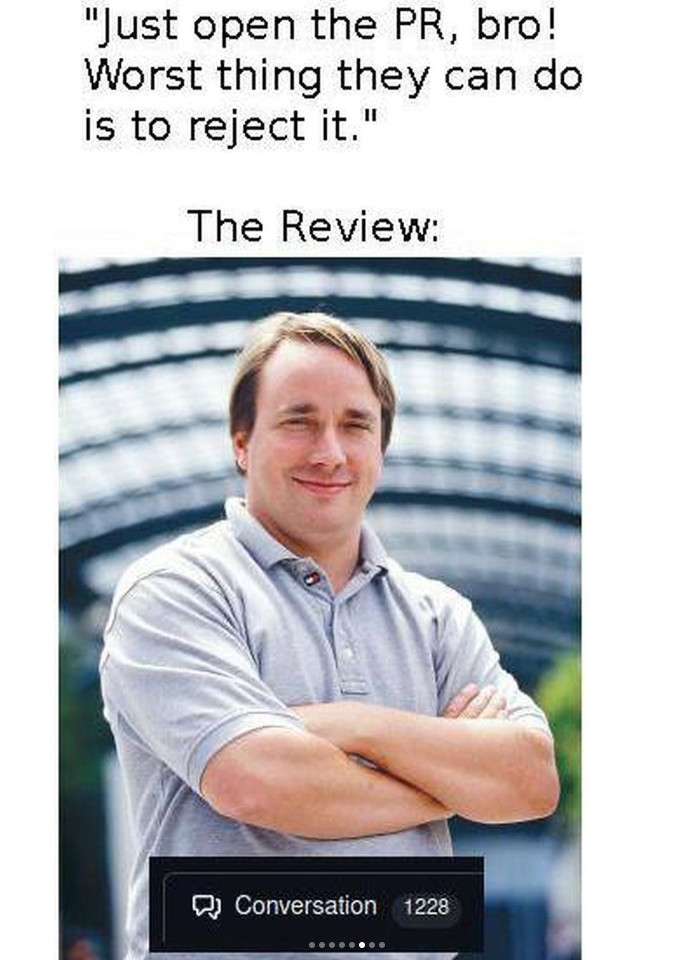 "Just open the PR, bro!
Worst thing they can do
is to reject it."
The Review:
Conversation 1228